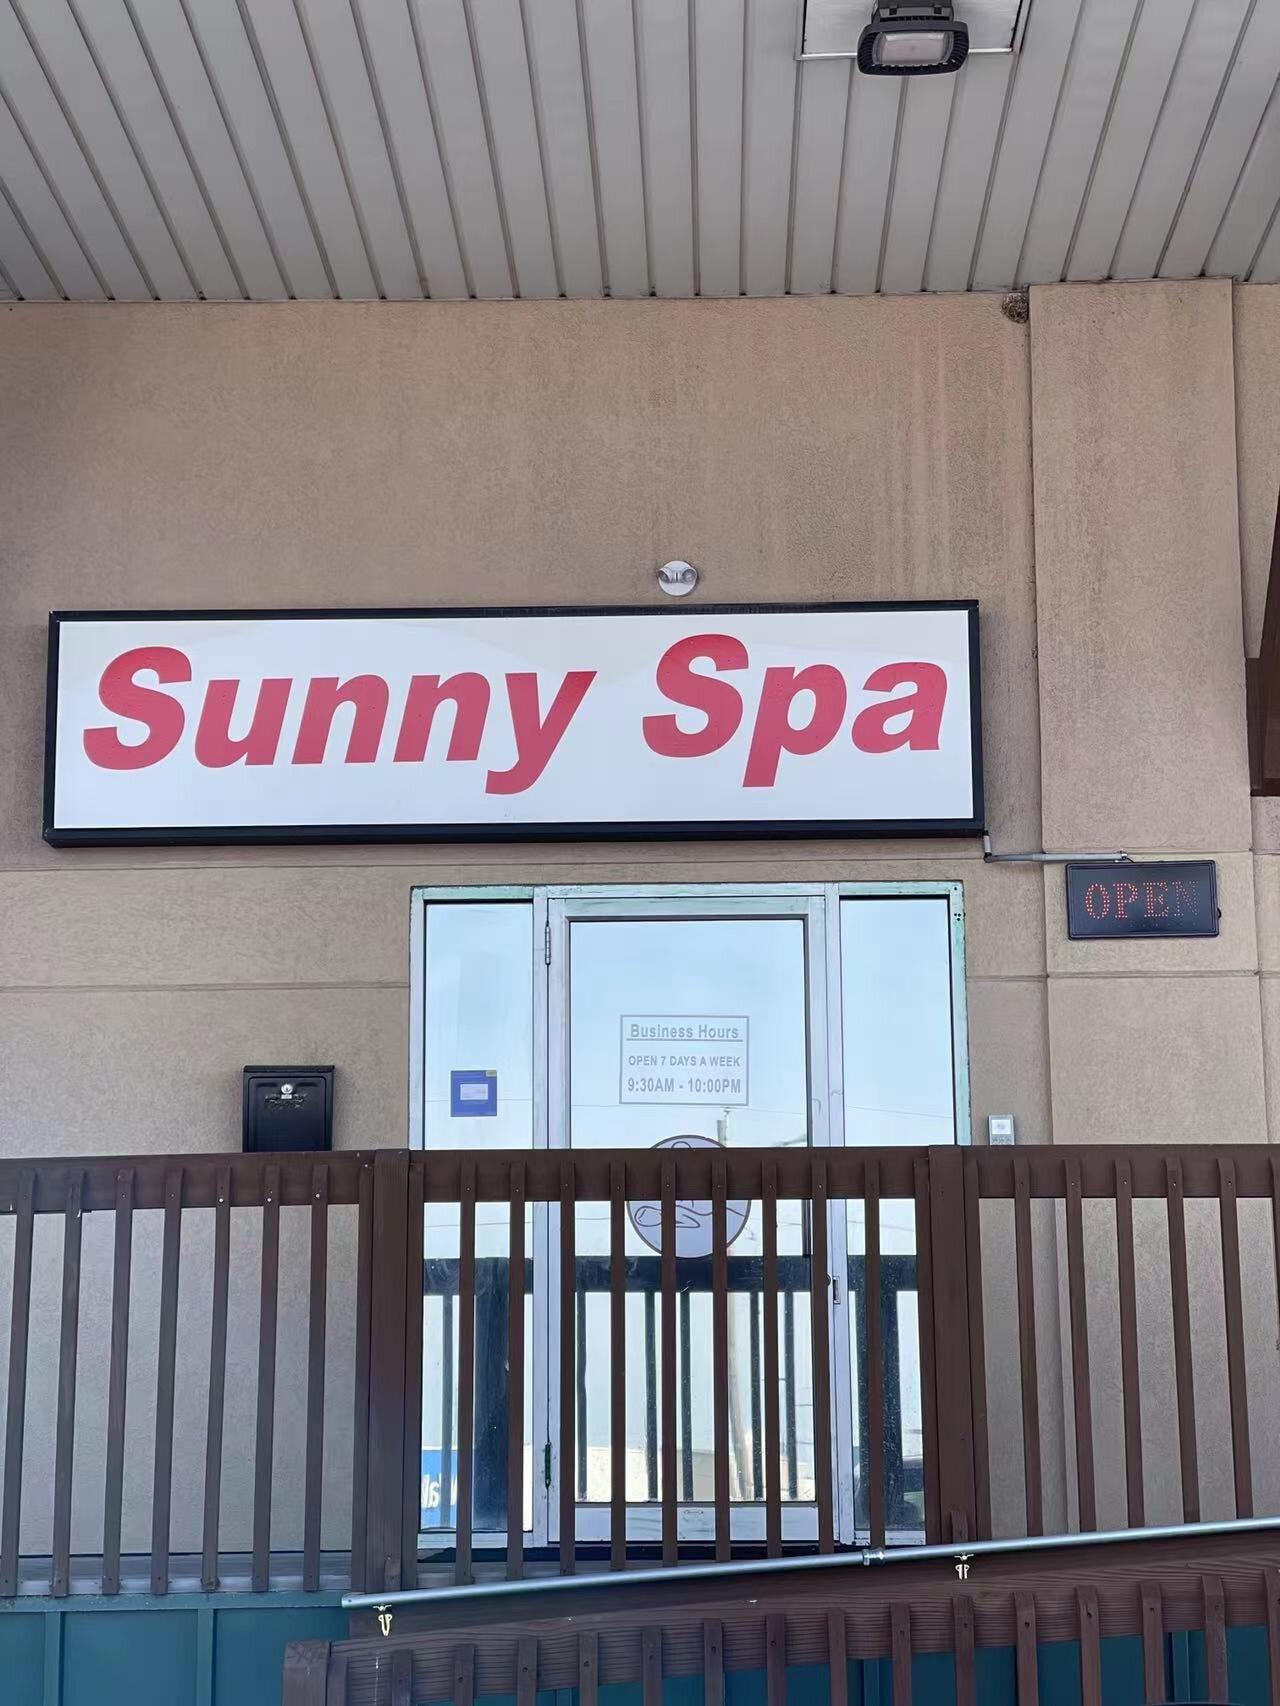 Sunny Spa
OPEN
Business Hours
OPEN 7 DAYS A WEEK
9:30AM - 10:00PM